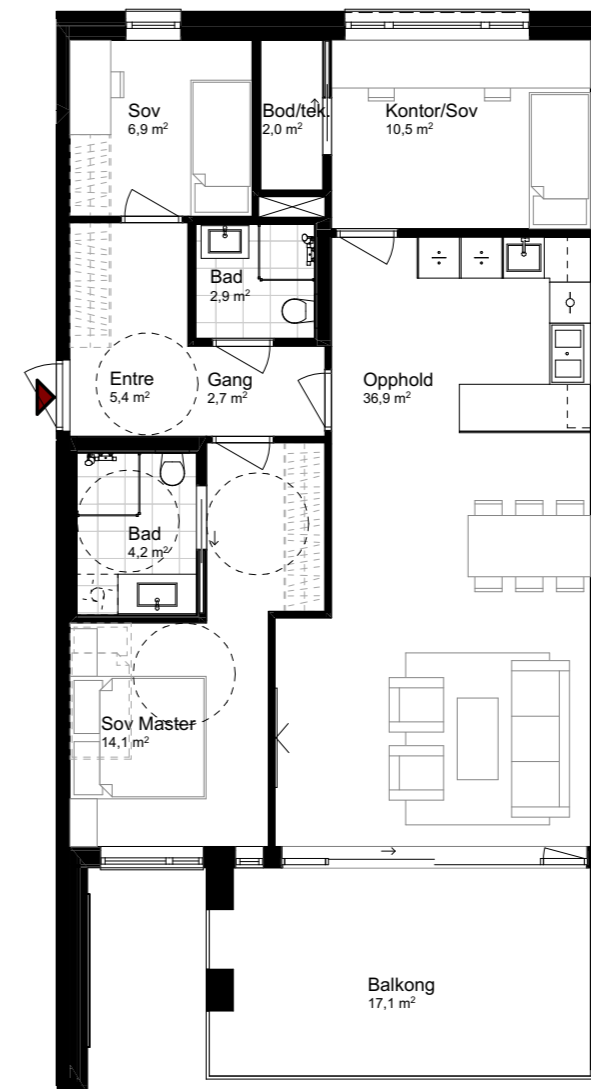 Sov
6,9 m²
Bod/tek.
2,0 m²
Kontor/Sov
10,5 m²
Bad
2,9 m²
Entre
5,4 m²
Gang
2,7 m²
Opphold
36,9 m²
Bad
4,2 m²
Sov Master
14,1 m²
Balkong
17,1 m²